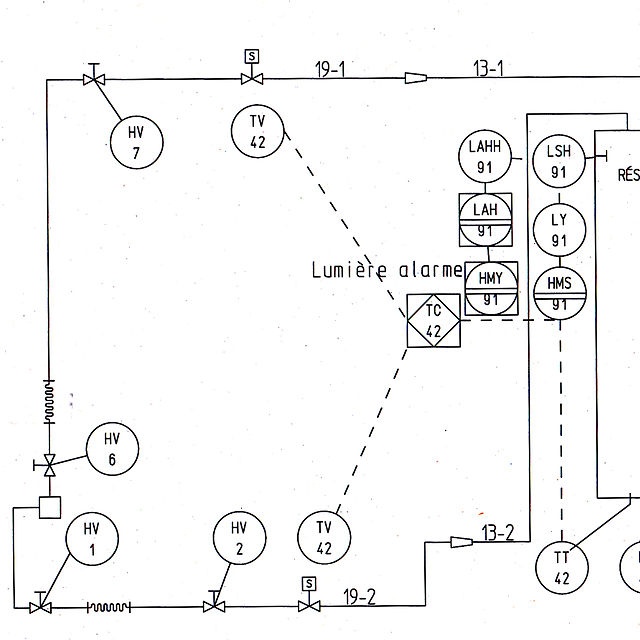 S
19-1
13-1
HV
7
TV
42
LAHH
91
LSH
91
RÉS
LAH
91
LY
91
Lumière alarme
HMY
91
HMS
91
TC
42
HV
6
HV
1
HV
2
TV
42
13-2
TT
42
S
19-2